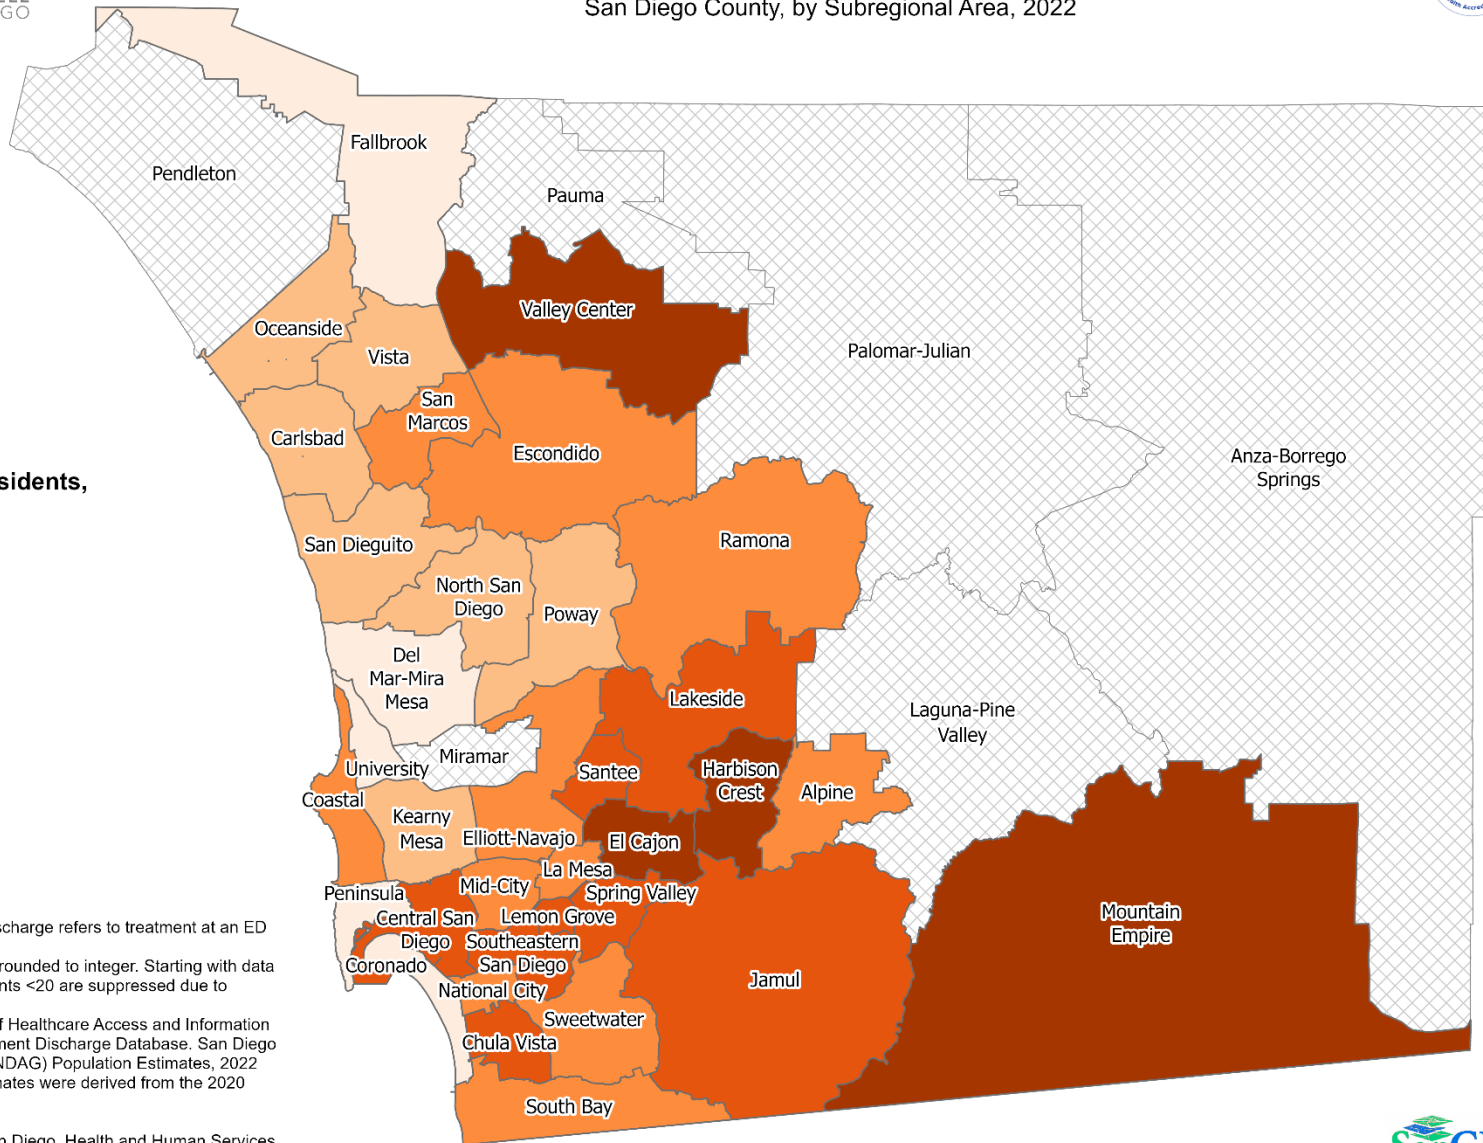 GO
San Diego County, by Subregional Area, 2022
Pendleton
Fallbrook
Pauma
Valley Center
Oceanside
Vista
Palomar-Julian
San
Marcos
Carlsbad
Escondido
Anza-Borrego
Springs
sidents,
San Dieguito
Ramona
North San
Diego
Poway
Del
Mar-Mira
Mesa
Lakeside
Laguna-Pine
Valley
Miramar
University
Santee
Harbison
Crest
Alpine
Coastal
Kearny
Mesa
Elliott-Navajo
El Cajon
La Mesa
Peninsula
Mid-City
Spring Valley
Central San
Diego
Lemon Grove
Southeastern
San Diego
Mountain
Empire
Coronado
National City
Jamul
Sweetwater
Chula Vista
South Bay
scharge refers to treatment at an ED
rounded to integer. Starting with data
nts <20 are suppressed due to
f Healthcare Access and Information
ment Discharge Database. San Diego
NDAG) Population Estimates, 2022
mates were derived from the 2020
n Diego, Health and Human Services